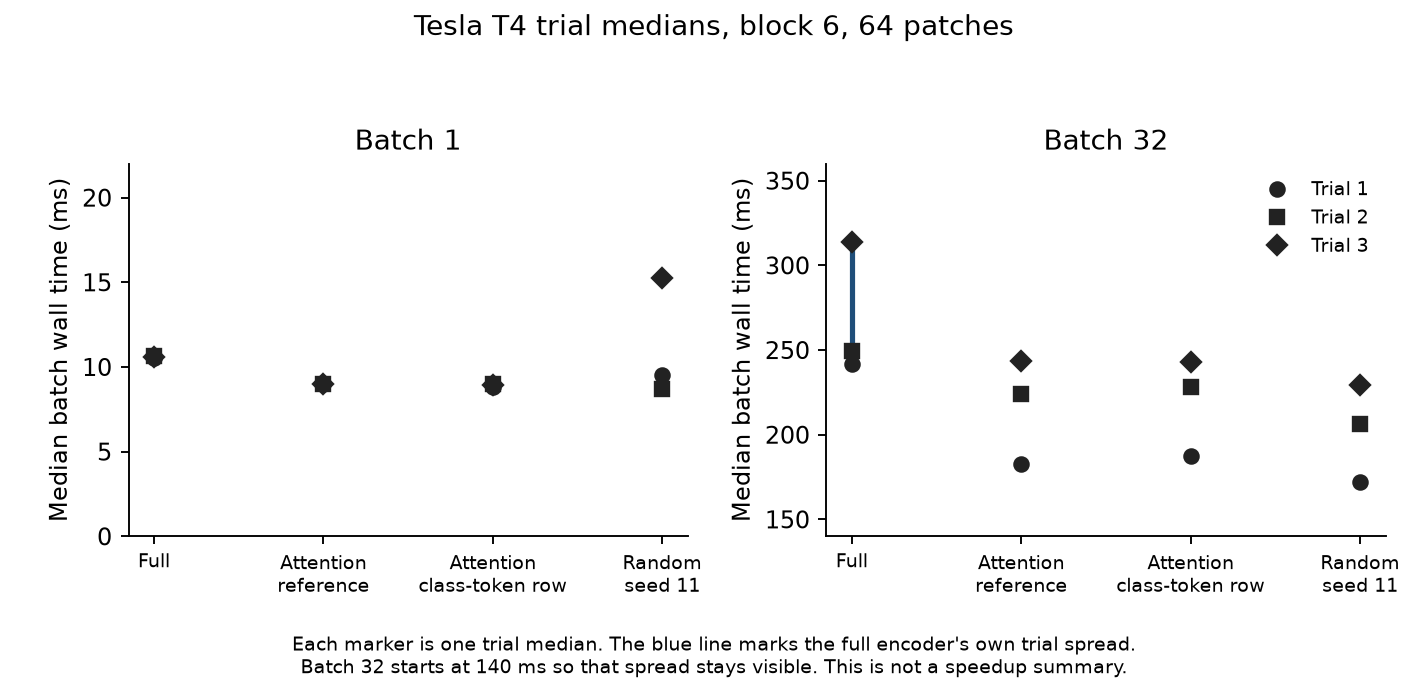 Tesla T4 trial medians, block 6, 64 patches
Batch 1
Median batch wall time (ms)
20
15
10
5
0
Full
Attention
reference
Attention
class-token row
Random
seed 11
Batch 32
Median batch wall time (ms)
350
300
250
200
150
Trial 1
Trial 2
Trial 3
Full
Attention
reference
Attention
class-token row
Random
seed 11
Each marker is one trial median. The blue line marks the full encoder's own trial spread.
Batch 32 starts at 140 ms so that spread stays visible. This is not a speedup summary.